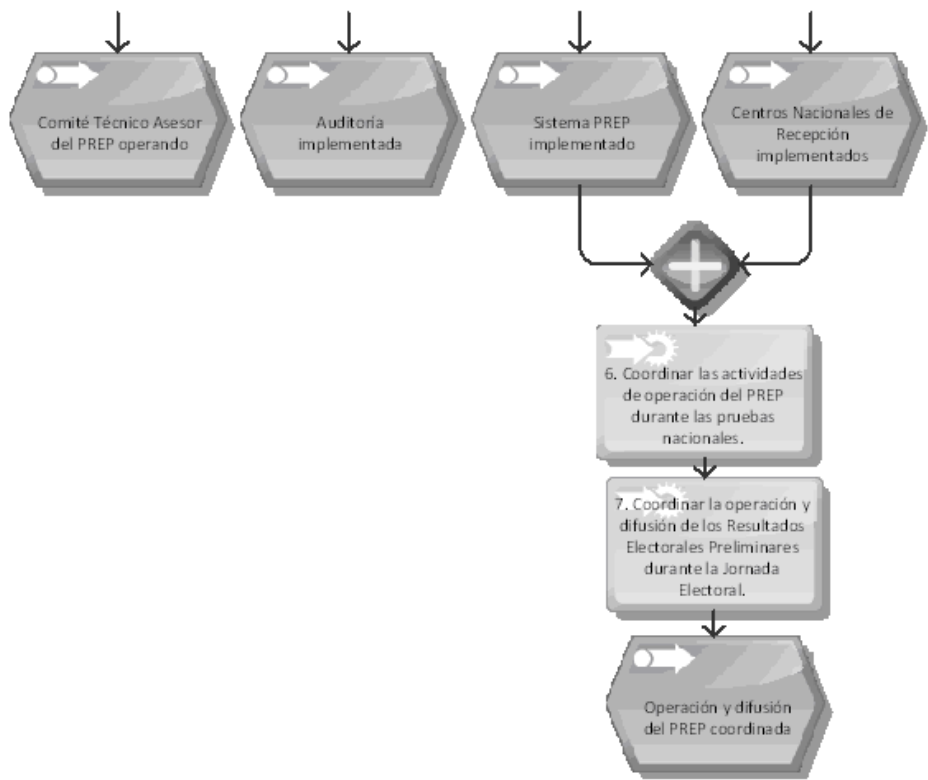 Comité Técnico Asesor
del PREP operando
Auditoría
implementada
Sistema PREP
implementado
Centros Nacionales de
Recepción
implementados
6. Coordinar las actividades
de operación del PREP
durante las pruebas
nacionales.
7. Coordinar la operación y
difusión de los Resultados
Electorales Preliminares
durante la Jornada
Electoral.
Operación y difusión
del PREP coordinada